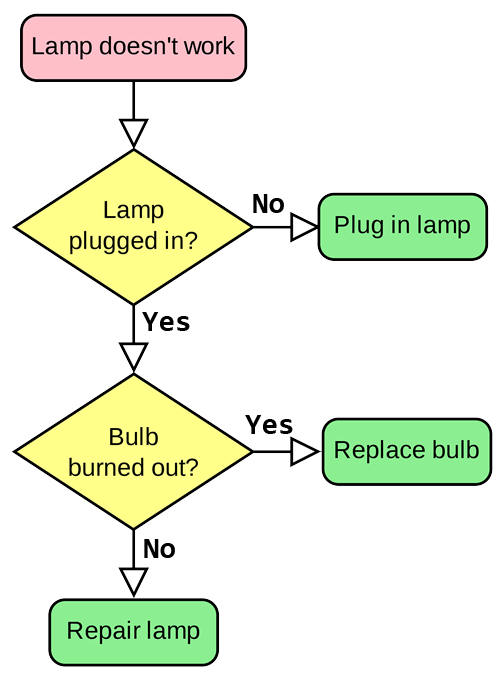 Lamp doesn't work
Lamp
plugged in?
No
Plug in lamp
Yes
Bulb
burned out?
Yes
Replace bulb
No
Repair lamp